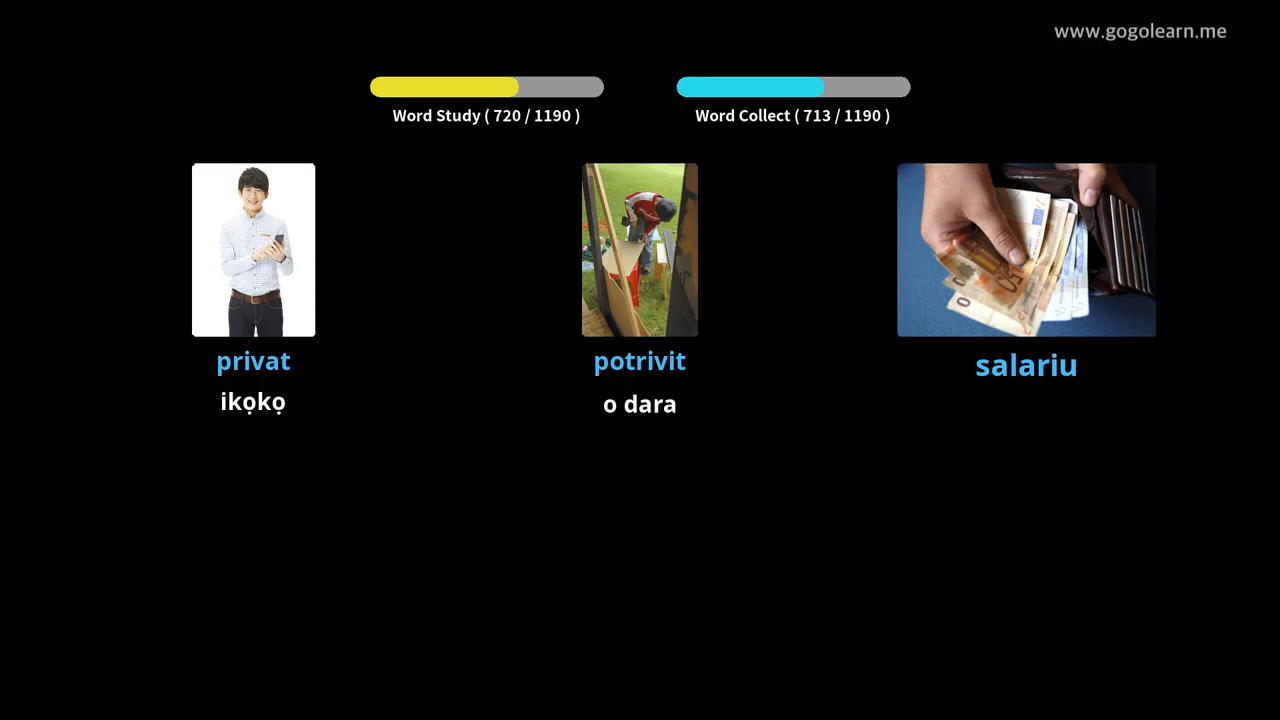 www.gogolearn.me
Word Study ( 720 / 1190 )
Word Collect ( 713 / 1190 )
privat
ikọkọ
potrivit
o dara
salariu